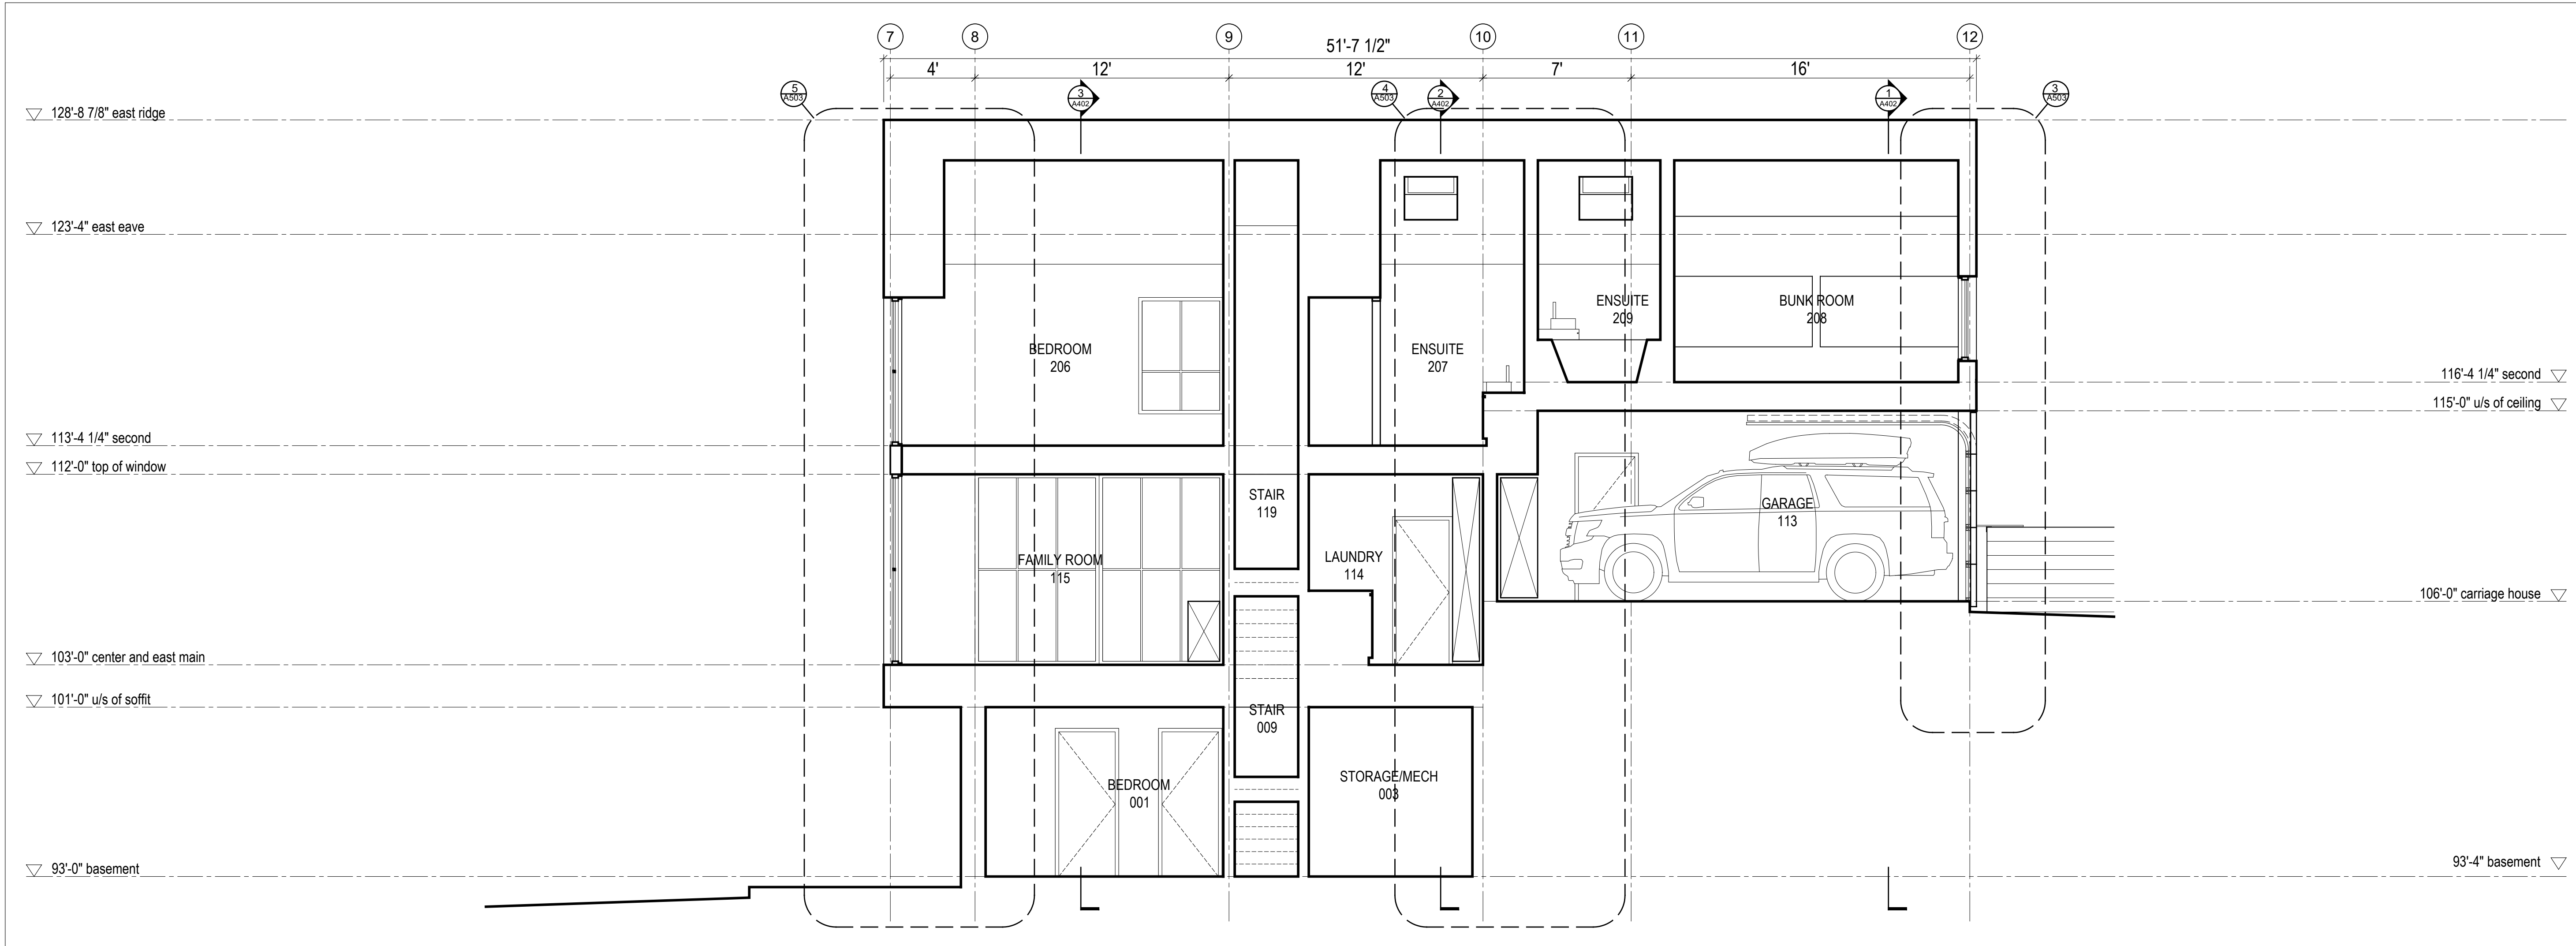 7
8
9
10
11
12
51'-7 1/2"
4'
12'
12'
7'
16'
5
A503
3
A402
4
A503
2
A402
1
A402
3
A503
128'-8 7/8" east ridge
123'-4" east eave
ENSUITE
209
BUNK ROOM
208
BEDROOM
206
ENSUITE
207
116'-4 1/4" second
115'-0" u/s of ceiling
113'-4 1/4" second
112'-0" top of window
STAIR
119
GARAGE
113
FAMILY ROOM
115
LAUNDRY
114
106'-0" carriage house
103'-0" center and east main
101'-0" u/s of soffit
STAIR
009
BEDROOM
001
STORAGE/MECH
003
93'-0" basement
93'-4" basement